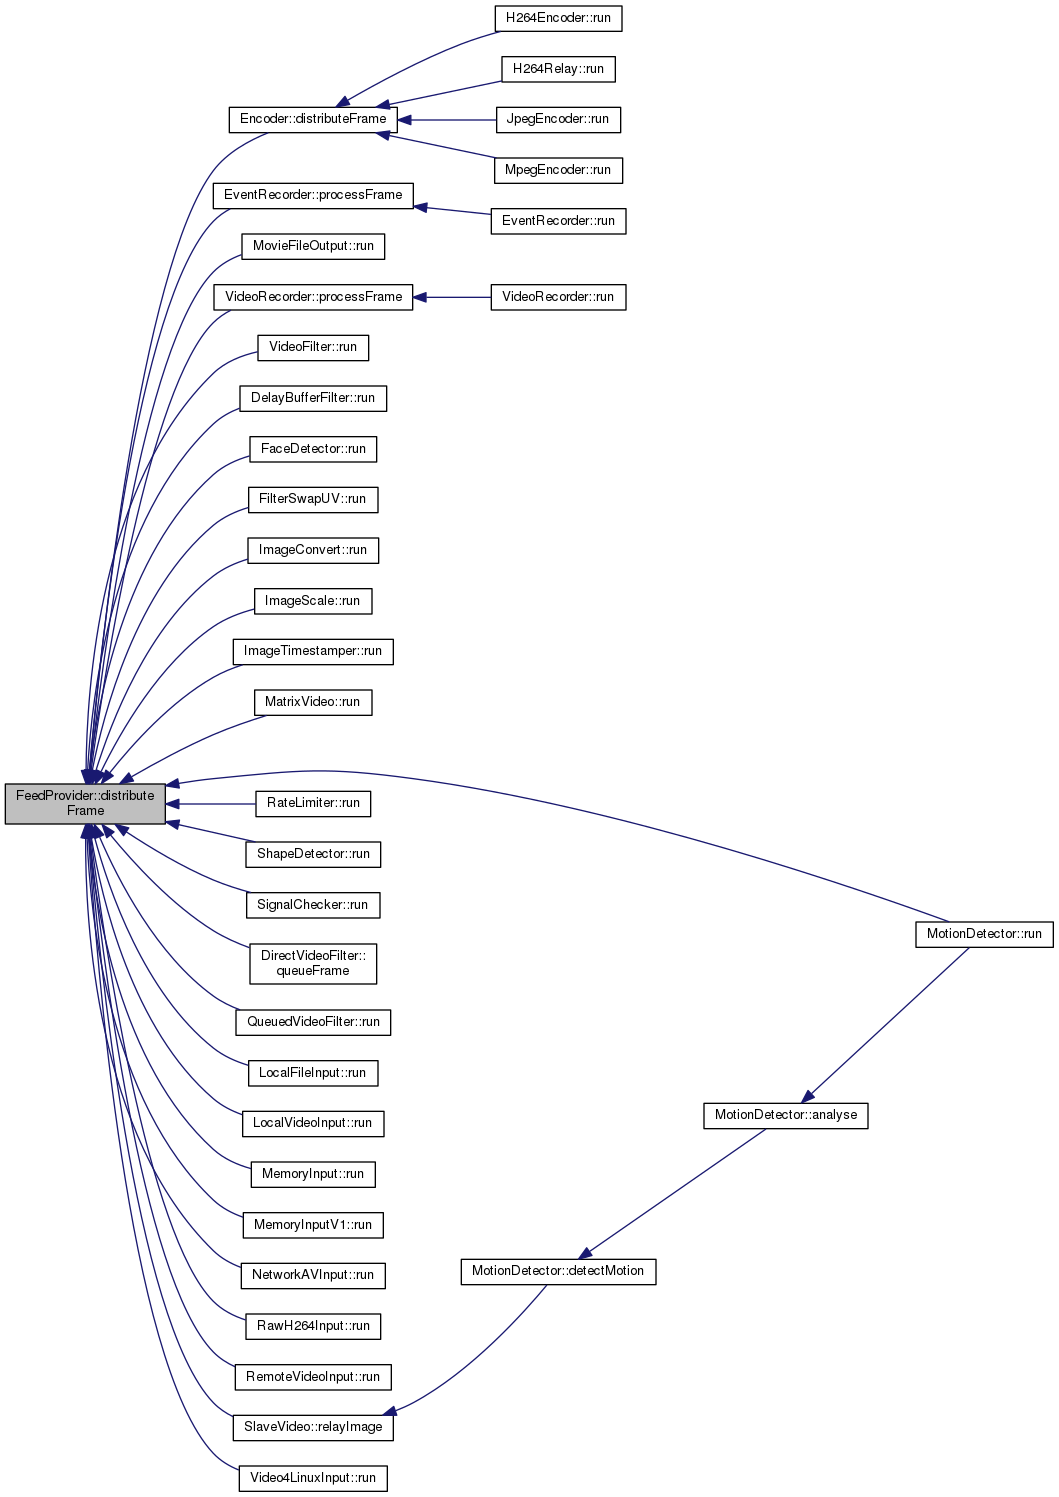 H264Encoder::run
H264Relay::run
Encoder::distributeFrame
JpegEncoder::run
MpegEncoder::run
EventRecorder::processFrame
EventRecorder::run
MovieFileOutput::run
VideoRecorder::processFrame
VideoRecorder::run
VideoFilter::run
DelayBufferFilter::run
FaceDetector::run
FilterSwapUV::run
ImageConvert::run
ImageScale::run
ImageTimestamper::run
MatrixVideo::run
FeedProvider::distribute
Frame
RateLimiter::run
ShapeDetector::run
SignalChecker::run
MotionDetector::run
DirectVideoFilter::
queueFrame
QueuedVideoFilter::run
LocalFileInput::run
MotionDetector::analyse
LocalVideoInput::run
MemoryInput::run
MemoryInputV1::run
NetworkAVInput::run
MotionDetector::detectMotion
RawH264Input::run
RemoteVideoInput::run
SlaveVideo::relayImage
Video4LinuxInput::run